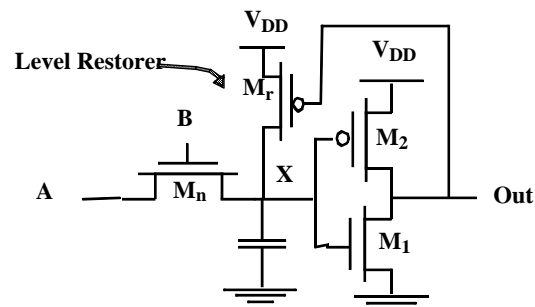 V_DD
V_DD
Level Restorer
M_r
B
M_2
A
M_n
X
Out
M_1